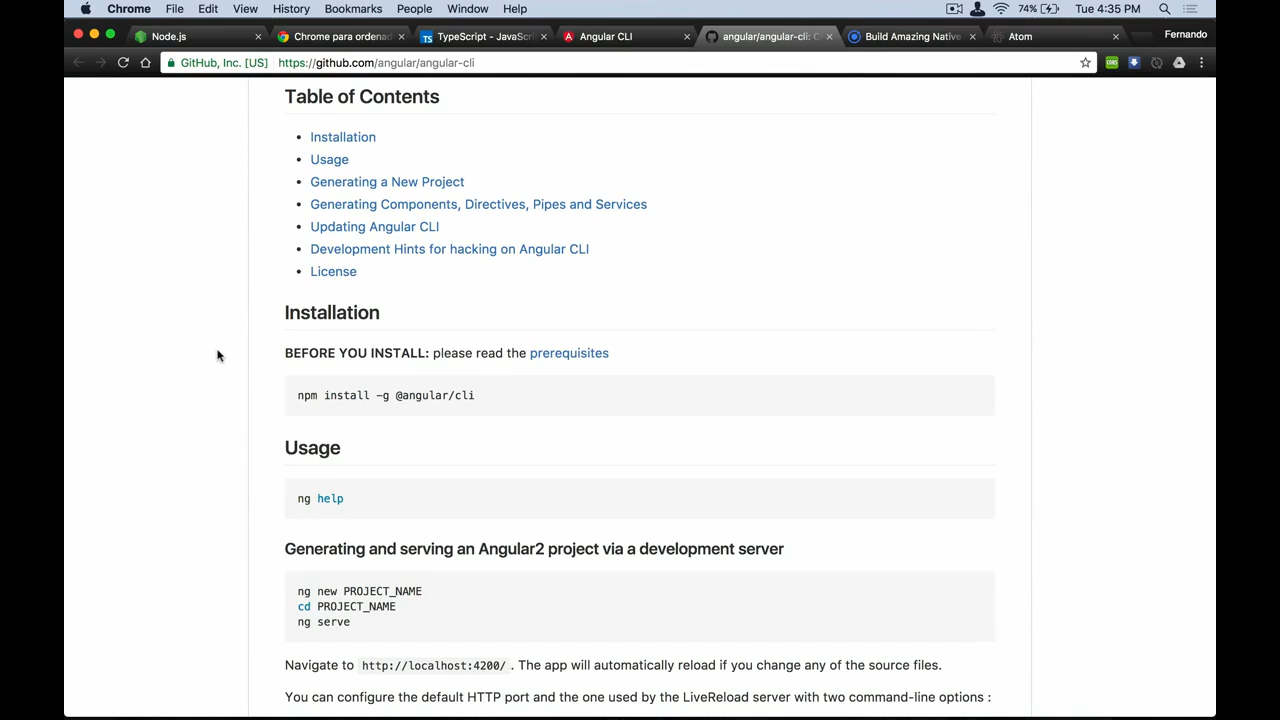 Chrome File Edit View History Bookmarks People Window Help 74% Tue 4:35 PM
Node.js Chrome para ordenad TypeScript - JavaScri Angular CLI angular/angular-cli: C Build Amazing Native Atom Fernando
GitHub, Inc. [US] https://github.com/angular/angular-cli
Table of Contents
• Installation
• Usage
• Generating a New Project
• Generating Components, Directives, Pipes and Services
• Updating Angular CLI
• Development Hints for hacking on Angular CLI
• License
Installation
BEFORE YOU INSTALL: please read the prerequisites
npm install -g @angular/cli
Usage
ng help
Generating and serving an Angular2 project via a development server
ng new PROJECT_NAME
cd PROJECT_NAME
ng serve
Navigate to http://localhost:4200/ . The app will automatically reload if you change any of the source files.
You can configure the default HTTP port and the one used by the LiveReload server with two command-line options :